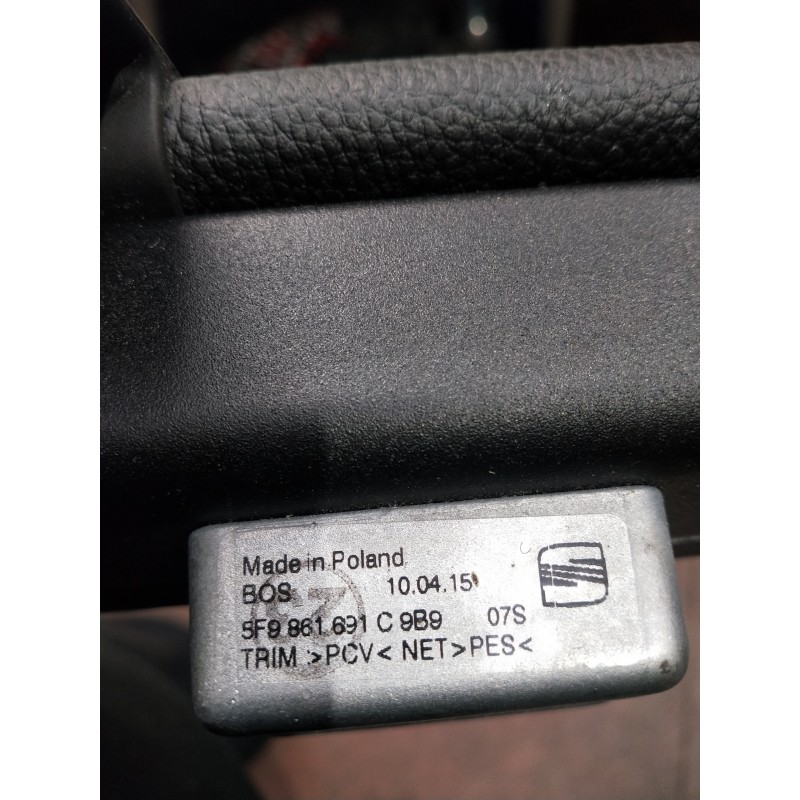 Made in Poland
BOS 10.04.15
5F9 861 691 C 9B9 07S
TRIM >PCV< NET>PES<